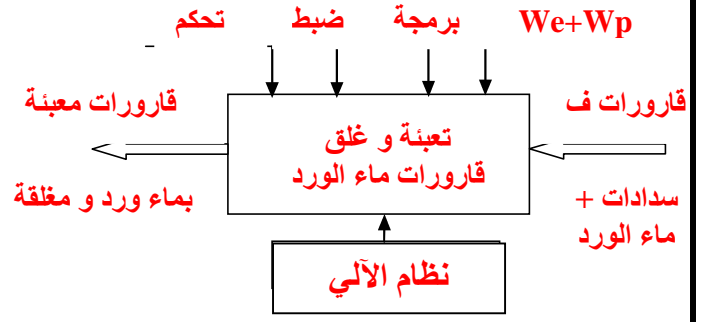 We+Wp برمجة ضبط تحكم
قارورات ف
قارورات معبئة
تعبئة و غلق
قارورات ماء الورد
سدادات +
ماء الورد
بماء ورد و مغلقة
نظام الآلي